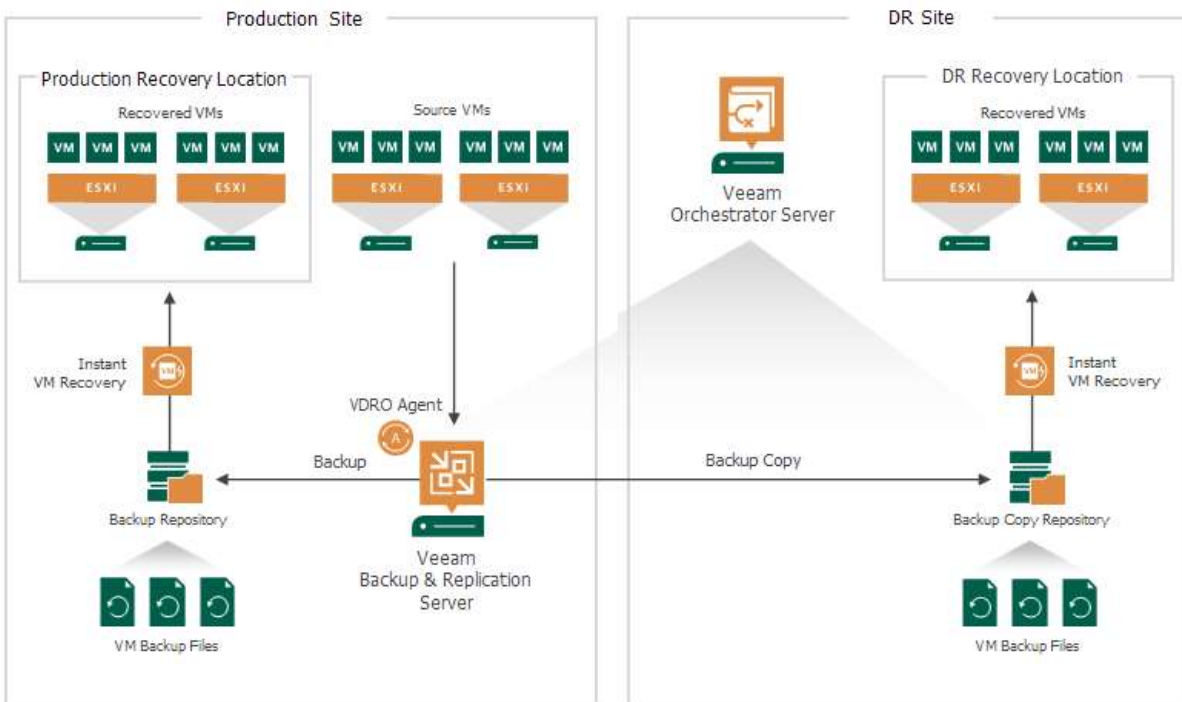 Production Site
DR Site
Production Recovery Location
Recovered VMs
VM VM VM VM VM VM
ESXI ESXI
Source VMs
VM VM VM VM VM VM
ESXI ESXI
Veeam
Orchestrator Server
DR Recovery Location
Recovered VMs
VM VM VM VM VM VM
ESXI ESXI
Instant
VM Recovery
VM
VDRO Agent
A
Instant
VM Recovery
VM
Backup
Backup Copy
Backup Repository
Veeam
Backup & Replication
Server
Backup Copy Repository
VM Backup Files
VM Backup Files